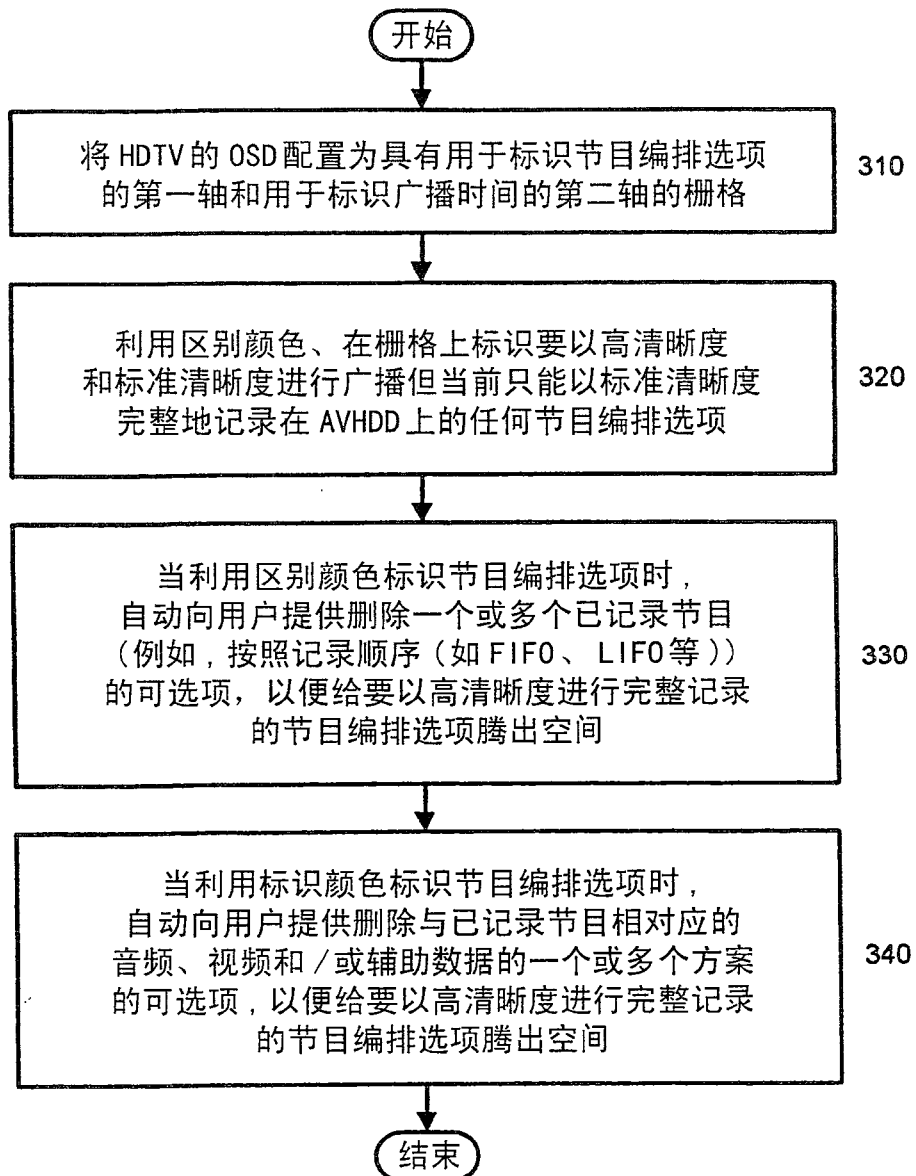 开始
将 HDTV 的 OSD 配置为具有用于标识节目编排选项
的第一轴和用于标识广播时间的第二轴的栅格
310
利用区别颜色、在栅格上标识要以高清晰度
和标准清晰度进行广播但当前只能以标准清晰度
完整地记录在 AVHDD 上的任何节目编排选项
320
当利用区别颜色标识节目编排选项时,
自动向用户提供删除一个或多个已记录节目
(例如,按照记录顺序(如 FIFO、LIFO等))
的可选项, 以便给要以高清晰度进行完整记录
的节目编排选项腾出空间
330
当利用标识颜色标识节目编排选项时,
自动向用户提供删除与已记录节目相对应的
音频、视频和/或辅助数据的一个或多个方案
的可选项,以便给要以高清晰度进行完整记录
的节目编排选项腾出空间
340
结束